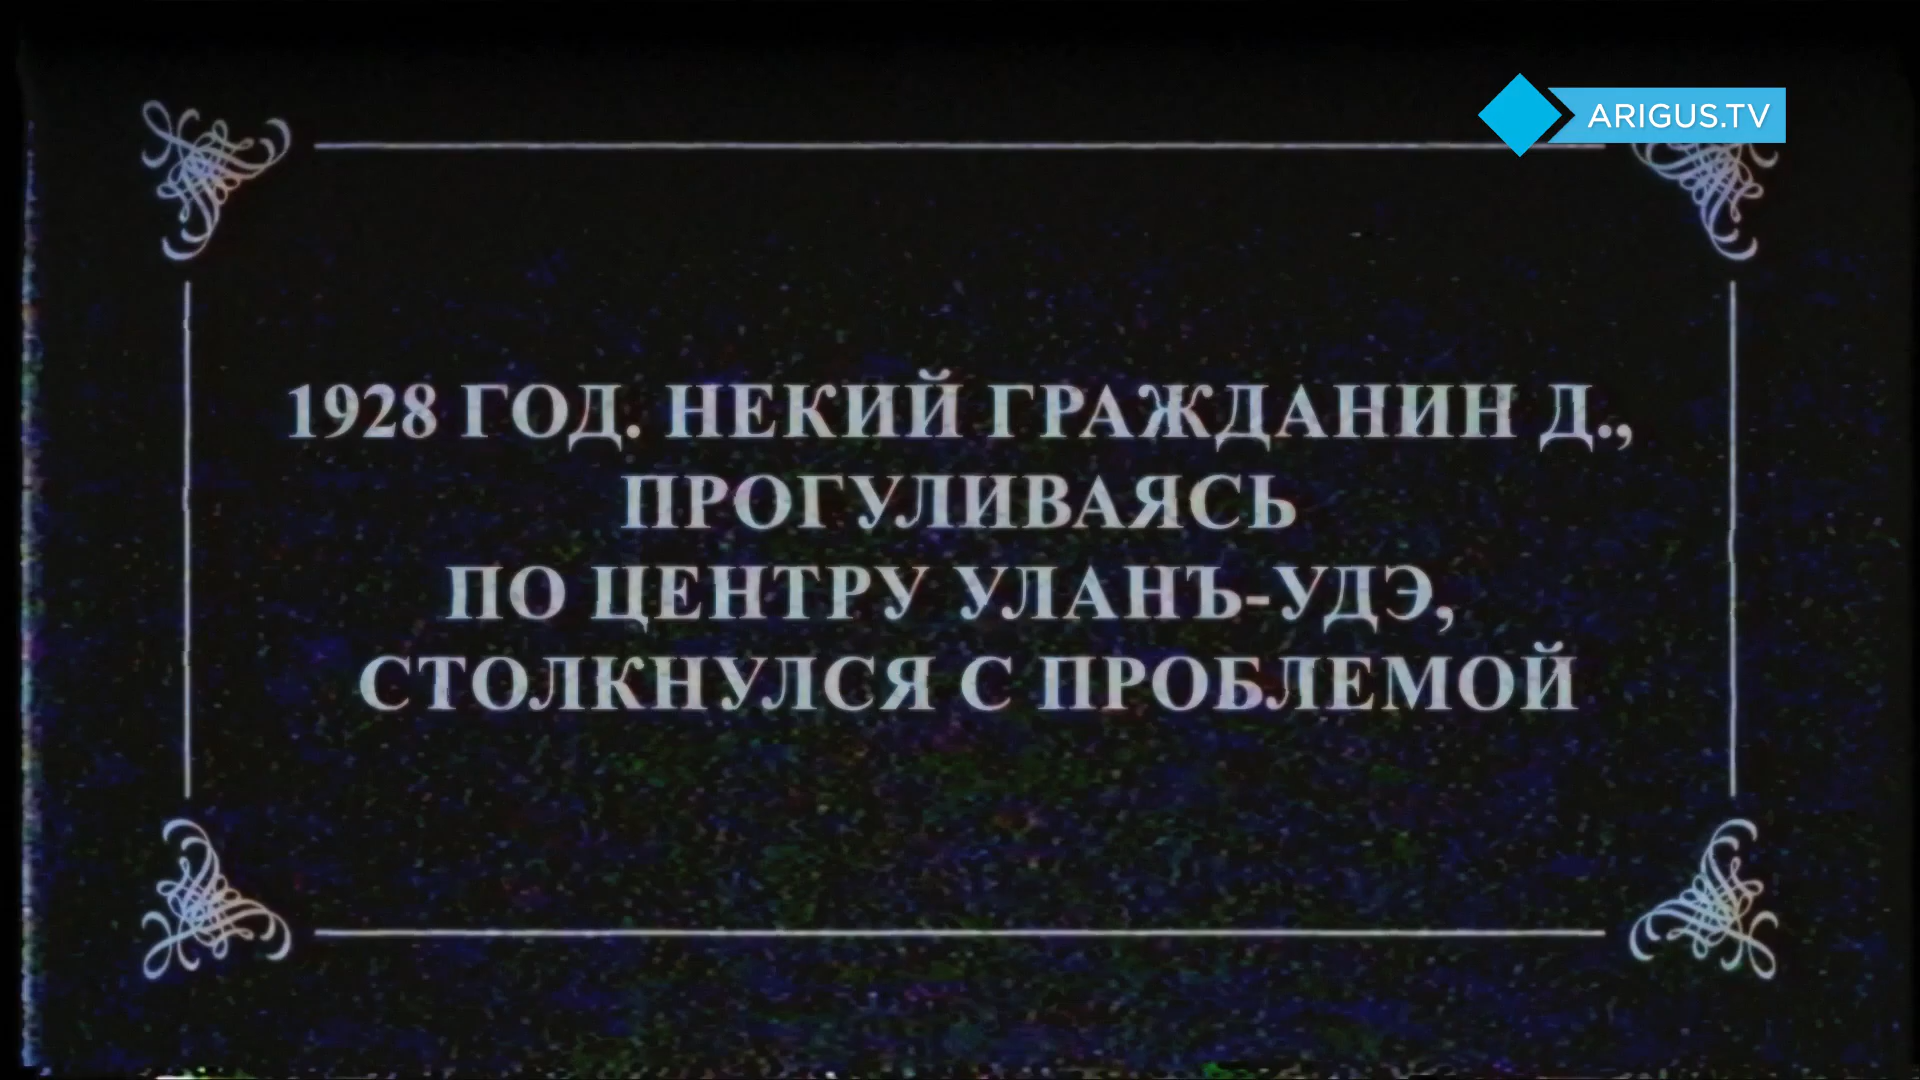 ARIGUS.TV
1928 ГОД. НЕКИЙ ГРАЖДАНИН Д.,
ПРОГУЛИВАЯСЬ
ПО ЦЕНТРУ УЛАНЪ-УДЭ,
СТОЛКНУЛСЯ С ПРОБЛЕМОЙ